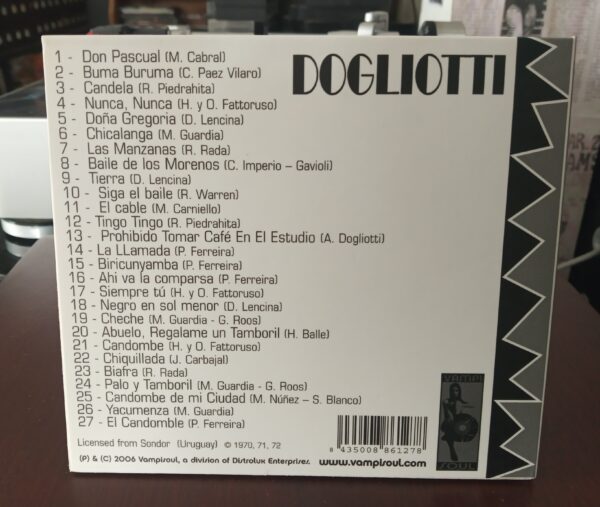 DOGLIOTTI
1 - Don Pascual (M. Cabral)
2 - Buma Buruma (C. Paez Vilaro)
3 - Candela (R. Piedrahita)
4 - Nunca, Nunca (H. y O. Fattoruso)
5 - Doña Gregoria (D. Lencina)
6 - Chicalanga (M. Guardia)
7 - Las Manzanas (R. Rada)
8 - Baile de los Morenos (C. Imperio – Gavioli)
9 - Tierra (D. Lencina)
10 - Siga el baile (R. Warren)
11 - El cable (M. Carniello)
12 - Tingo Tingo (R. Piedrahita)
13 - Prohibido Tomar Café En El Estudio (A. Dogliotti)
14 - La LLamada (P. Ferreira)
15 - Biricunyamba (P. Ferreira)
16 - Ahi va la comparsa (P. Ferreira)
17 - Siempre tú (H. y O. Fattoruso)
18 - Negro en sol menor (D. Lencina)
19 - Cheche (M. Guardia - G. Roos)
20 - Abuelo, Regalame un Tamboril (H. Balle)
21 - Candombe (H. y O. Fattoruso)
22 - Chiquillada (J. Carbajal)
23 - Biafra (R. Rada)
24 - Palo y Tamboril (M. Guardia - G. Roos)
25 - Candombe de mi Ciudad (M. Núñez – S. Blanco)
26 - Yacumenza (M. Guardia)
27 - El Candomble (P. Ferreira)
Licensed from Sondor (Uruguay) © 1970, 71, 72
(P) & (C) 2006 Vampisoul, a division of Distrolux Enterprises.
www.vampisoul.com
8 435008 861278
VAMPI
SOUL